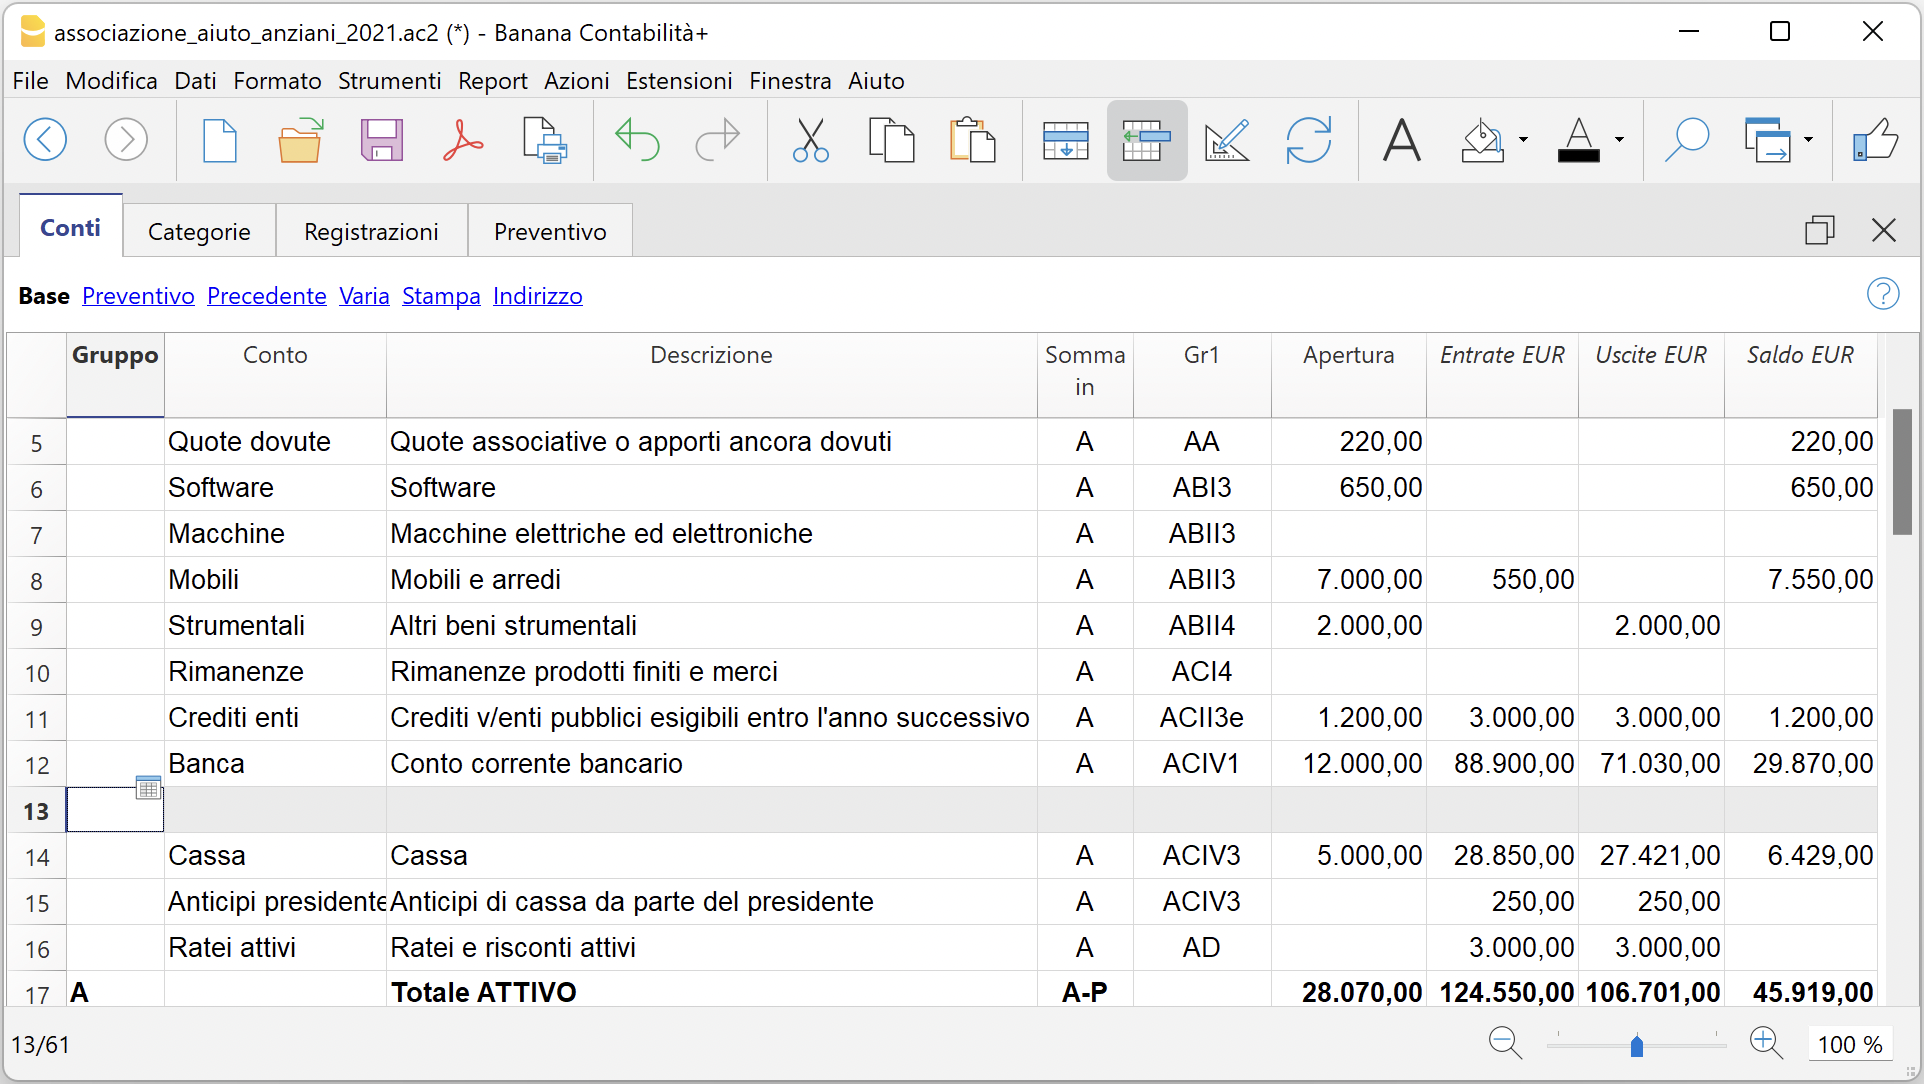 associazione_aiuto_anziani_2021.ac2 (*) - Banana Contabilità+
File Modifica Dati Formato Strumenti Report Azioni Estensioni Finestra Aiuto
Conti Categorie Registrazioni Preventivo
Base Preventivo Precedente Varia Stampa Indirizzo
Gruppo Conto Descrizione Somma in Gr1 Apertura Entrate EUR Uscite EUR Saldo EUR
5 Quote dovute Quote associative o apporti ancora dovuti A AA 220,00 220,00
6 Software Software A ABI3 650,00 650,00
7 Macchine Macchine elettriche ed elettroniche A ABII3
8 Mobili Mobili e arredi A ABII3 7.000,00 550,00 7.550,00
9 Strumentali Altri beni strumentali A ABII4 2.000,00 2.000,00
10 Rimanenze Rimanenze prodotti finiti e merci A ACI4
11 Crediti enti Crediti v/enti pubblici esigibili entro l'anno successivo A ACII3e 1.200,00 3.000,00 3.000,00 1.200,00
12 Banca Conto corrente bancario A ACIV1 12.000,00 88.900,00 71.030,00 29.870,00
13
14 Cassa Cassa A ACIV3 5.000,00 28.850,00 27.421,00 6.429,00
15 Anticipi presidente Anticipi di cassa da parte del presidente A ACIV3 250,00 250,00
16 Ratei attivi Ratei e risconti attivi A AD 3.000,00 3.000,00
17 A Totale ATTIVO A-P 28.070,00 124.550,00 106.701,00 45.919,00
13/61 100 %